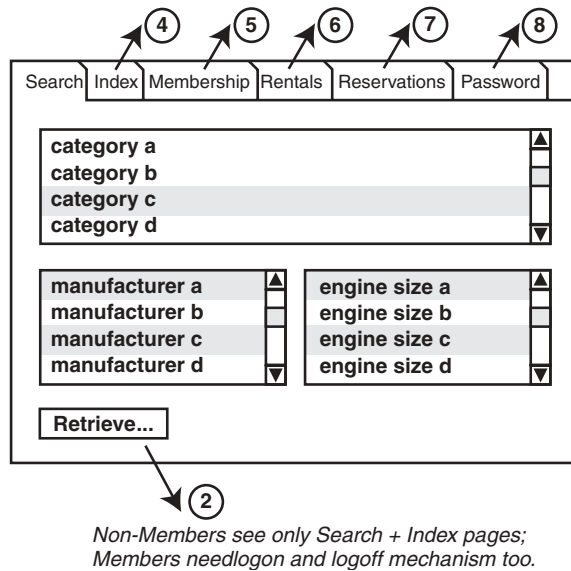 4 5 6 7 8
Search Index Membership Rentals Reservations Password
category a
category b
category c
category d
manufacturer a
manufacturer b
manufacturer c
manufacturer d
engine size a
engine size b
engine size c
engine size d
Retrieve...
2
Non-Members see only Search + Index pages;
Members needlogon and logoff mechanism too.